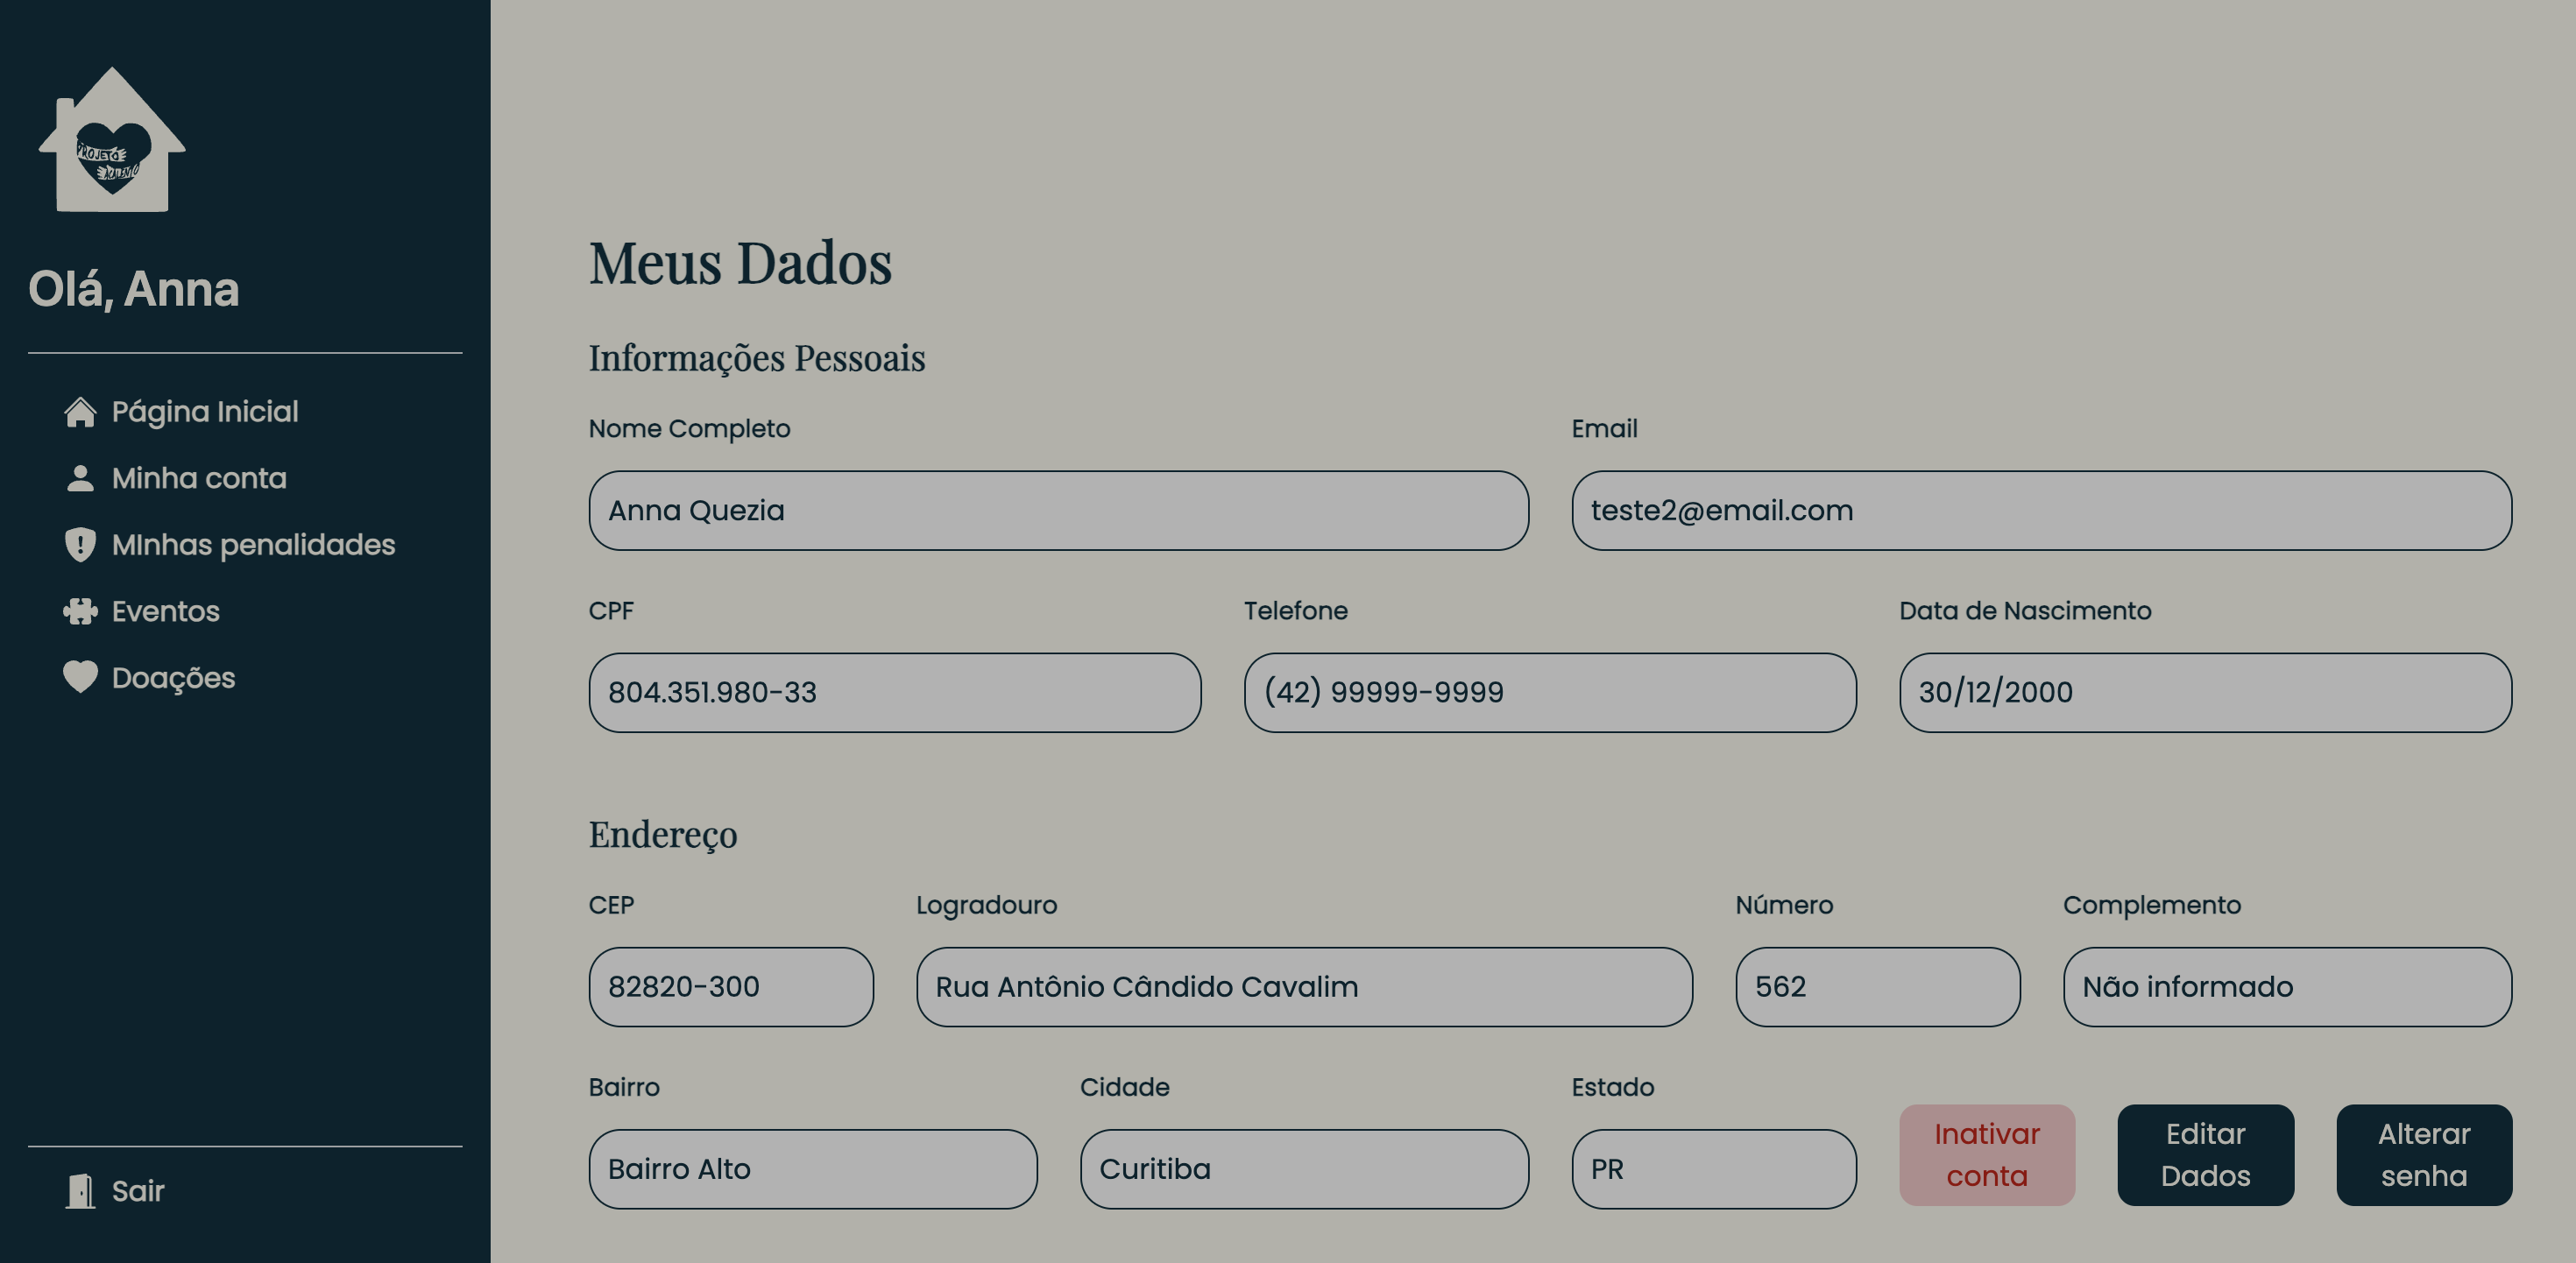 PROJETO
ACALENTO
Olá, Anna
Página Inicial
Minha conta
MInhas penalidades
Eventos
Doações
Sair
Meus Dados
Informações Pessoais
Nome Completo
Email
Anna Quezia
teste2@email.com
CPF
Telefone
Data de Nascimento
804.351.980-33
(42) 99999-9999
30/12/2000
Endereço
CEP
Logradouro
Número
Complemento
82820-300
Rua Antônio Cândido Cavalim
562
Não informado
Bairro
Cidade
Estado
Bairro Alto
Curitiba
PR
Inativar
conta
Editar
Dados
Alterar
senha